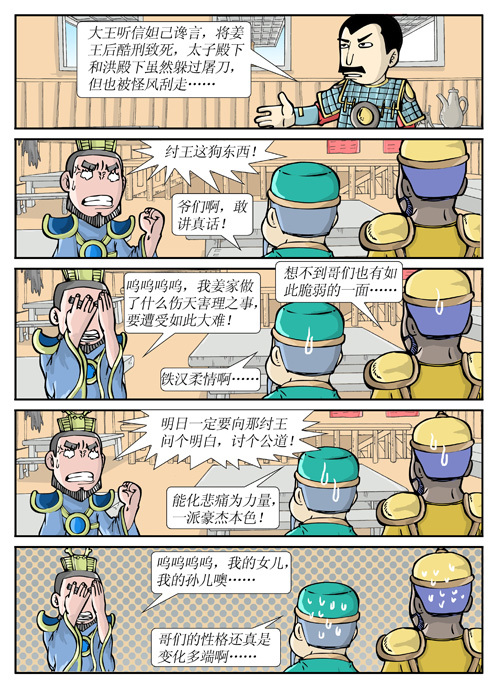 大王听信妲己谗言，将姜
王后酷刑致死，太子殿下
和洪殿下虽然躲过屠刀，
但也被怪风刮走……
纣王这狗东西！
爷们啊，敢
讲真话！
呜呜呜呜，我姜家做
了什么伤天害理之事，
要遭受如此大难！
想不到哥们也有如
此脆弱的一面……
铁汉柔情啊……
明日一定要向那纣王
问个明白，讨个公道！
能化悲痛为力量，
一派豪杰本色！
呜呜呜呜，我的女儿，
我的孙儿噢……
哥们的性格还真是
变化多端啊……